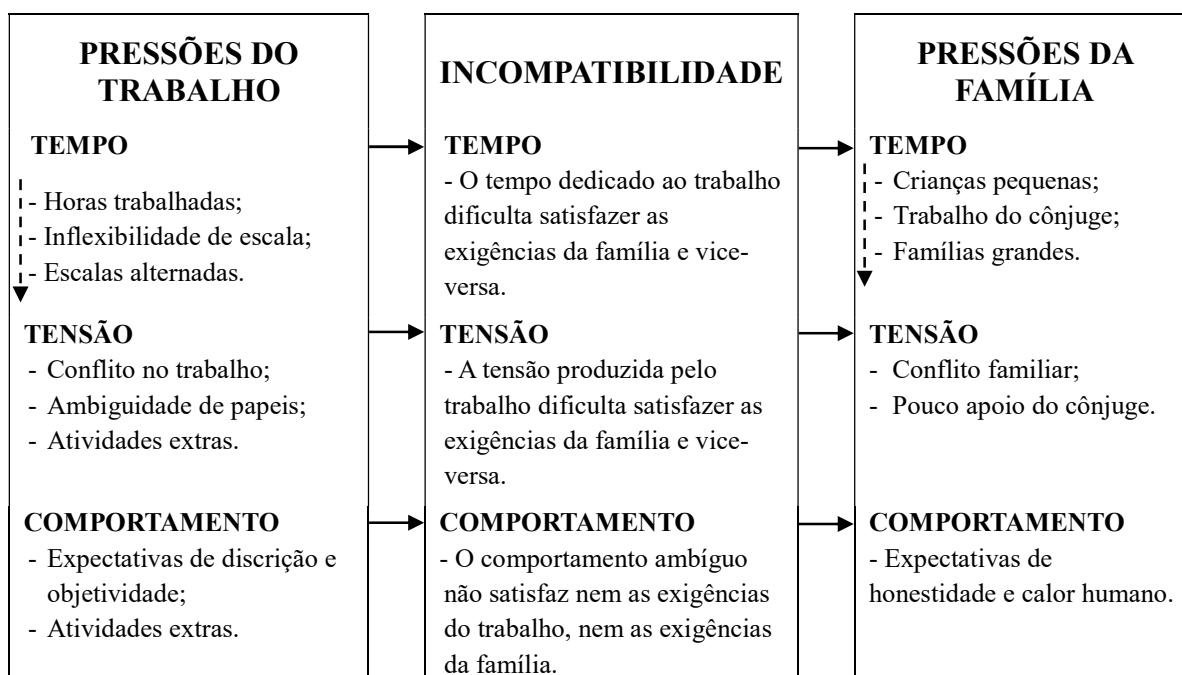 PRESSÕES DO
TRABALHO
TEMPO
- Horas trabalhadas;
- Inflexibilidade de escala;
- Escalas alternadas.
TENSÃO
- Conflito no trabalho;
- Ambiguidade de papeis;
- Atividades extras.
COMPORTAMENTO
- Expectativas de discrição e
objetividade;
- Atividades extras.
INCOMPATIBILIDADE
TEMPO
- O tempo dedicado ao trabalho
dificulta satisfazer as
exigências da família e vice-
versa.
TENSÃO
- A tensão produzida pelo
trabalho dificulta satisfazer as
exigências da família e vice-
versa.
COMPORTAMENTO
- O comportamento ambíguo
não satisfaz nem as exigências
do trabalho, nem as exigências
da família.
PRESSÕES DA
FAMÍLIA
TEMPO
- Crianças pequenas;
- Trabalho do cônjuge;
- Famílias grandes.
TENSÃO
- Conflito familiar;
- Pouco apoio do cônjuge.
COMPORTAMENTO
- Expectativas de
honestidade e calor humano.